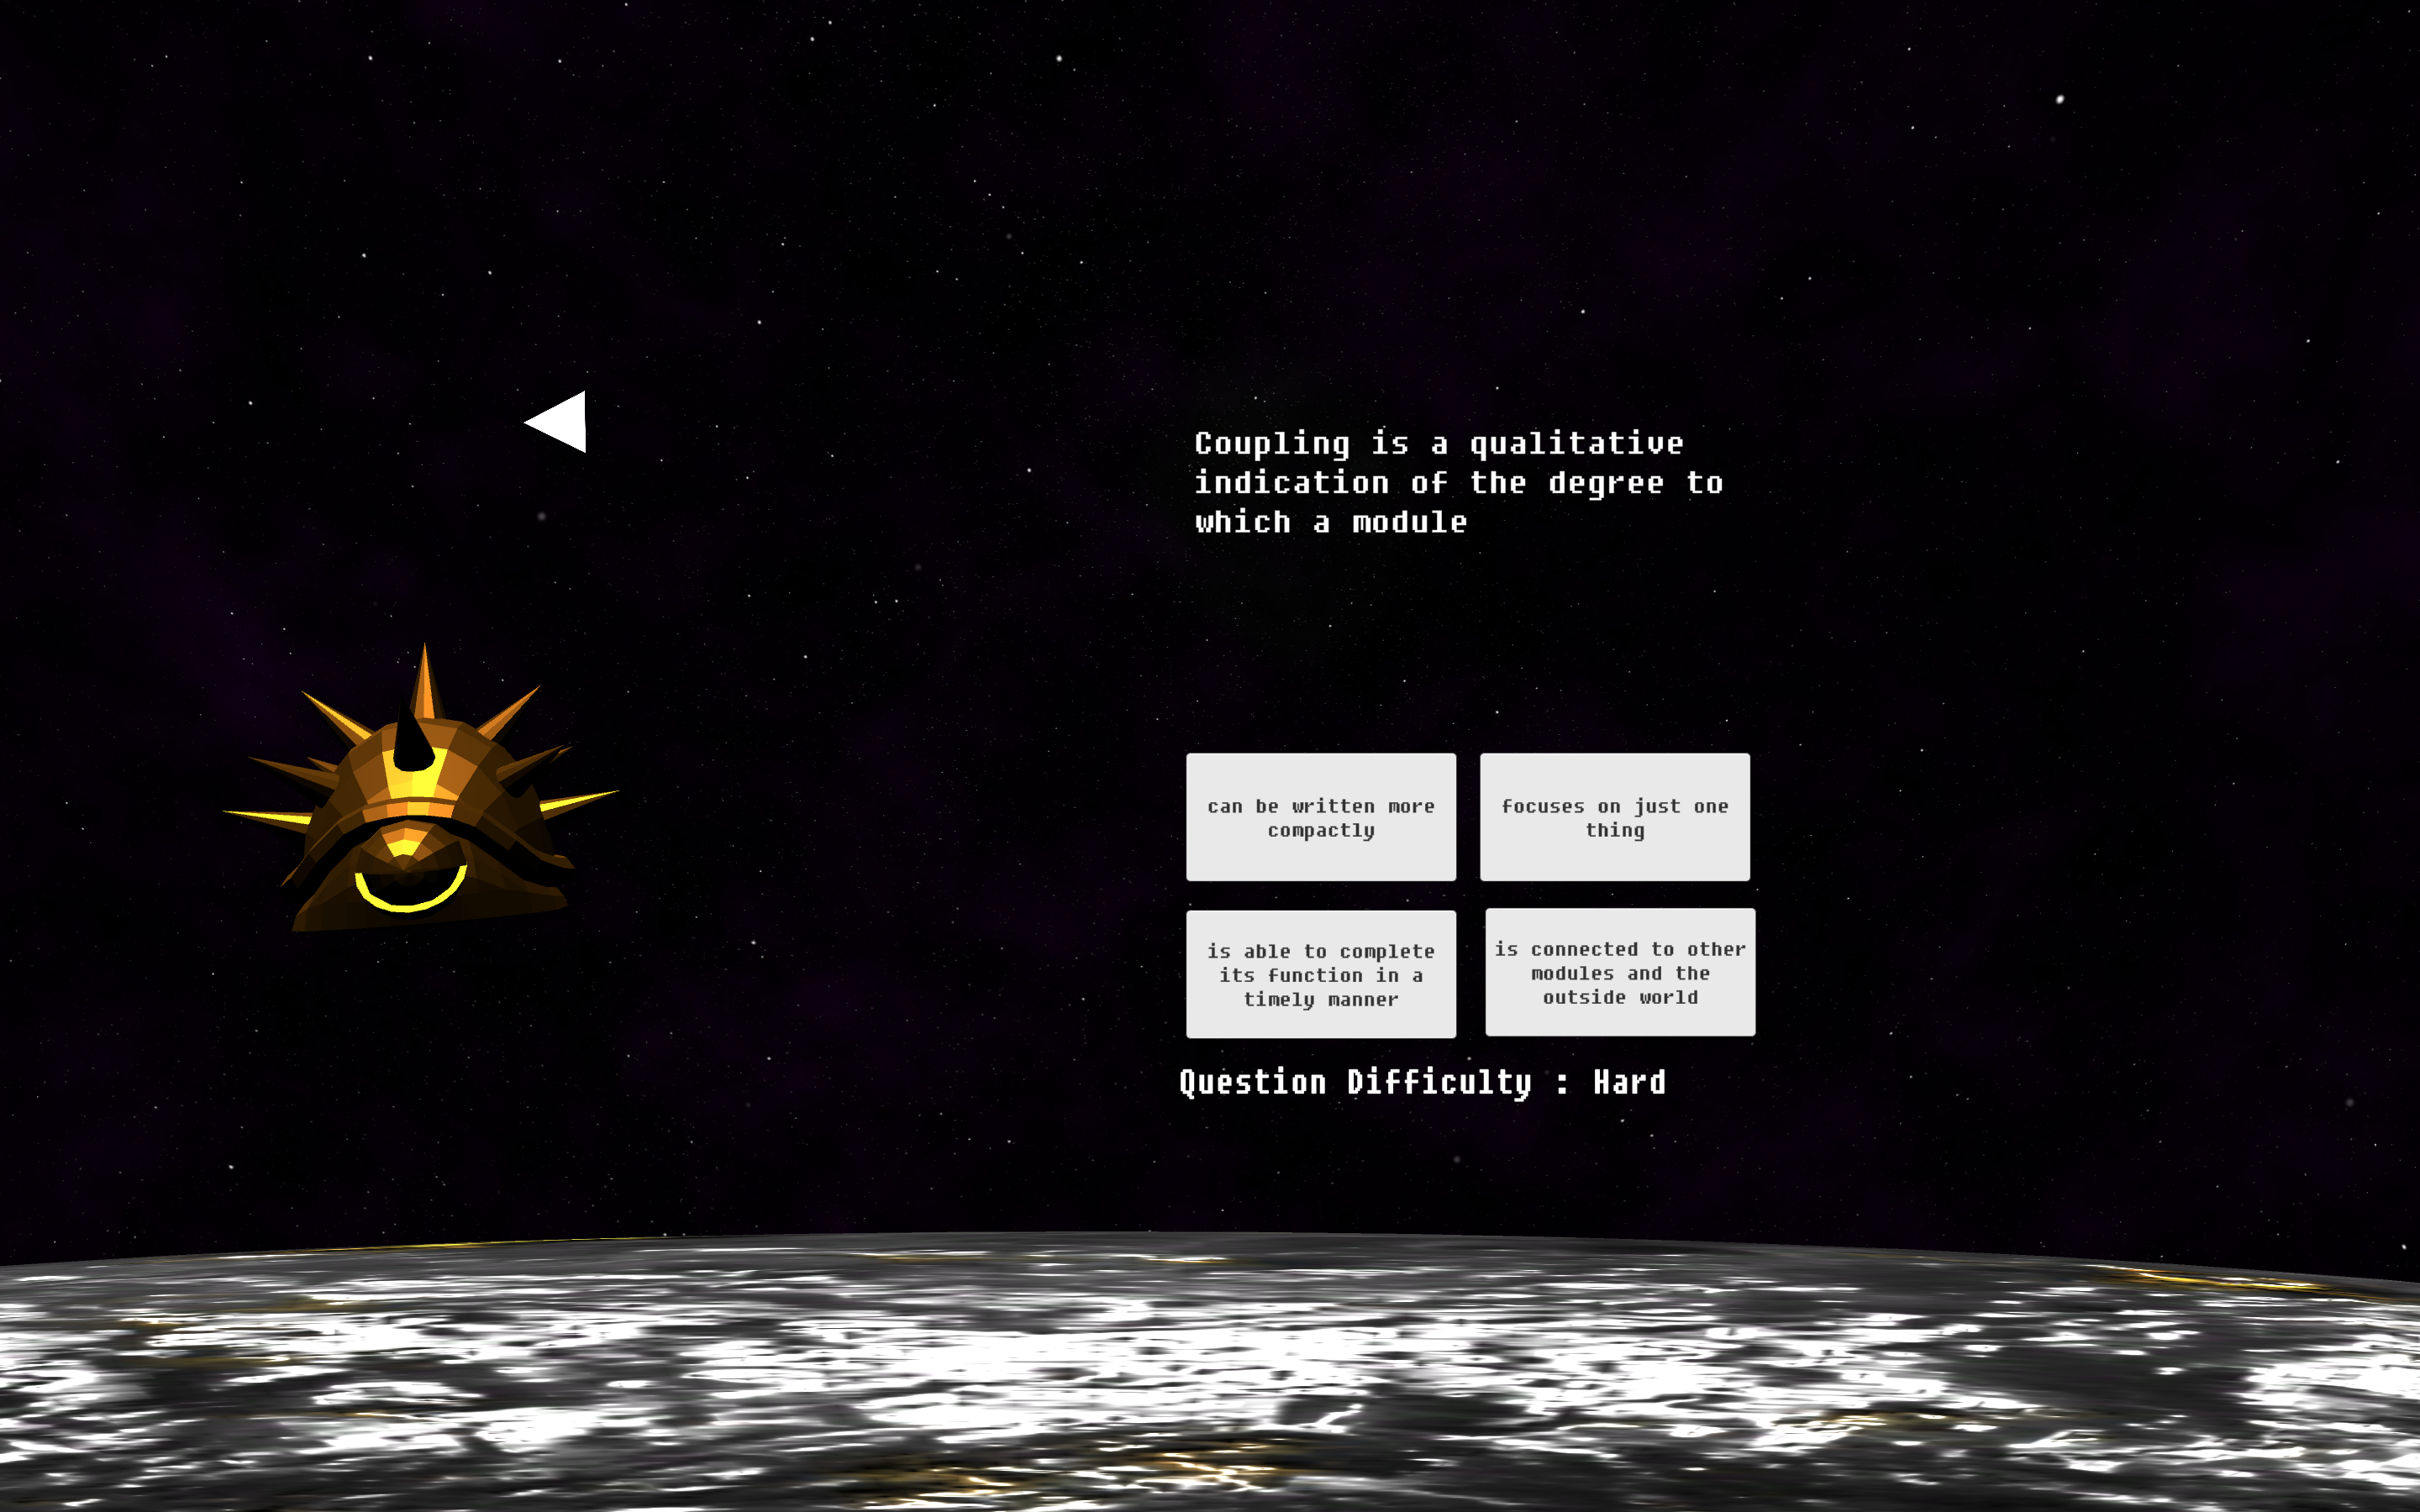 Coupling is a qualitative
indication of the degree to
which a module
can be written more
compactly
focuses on just one
thing
is able to complete
its function in a
timely manner
is connected to other
modules and the
outside world
Question Difficulty : Hard